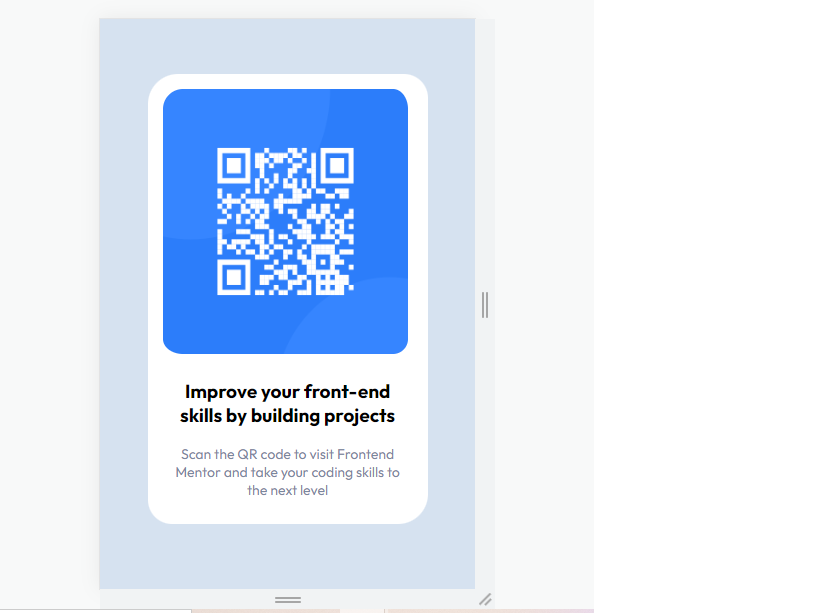 Improve your front-end
skills by building projects
Scan the QR code to visit Frontend
Mentor and take your coding skills to
the next level